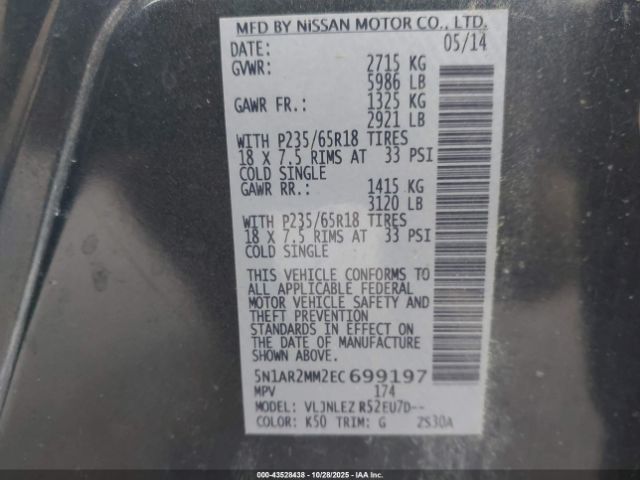 MFD BY NISSAN MOTOR CO., LTD.
DATE: 05/14
GVWR: 2715 KG
5986 LB
GAWR FR.: 1325 KG
2921 LB
WITH P235/65R18 TIRES
18 X 7.5 RIMS AT 33 PSI
COLD SINGLE
GAWR RR.: 1415 KG
3120 LB
WITH P235/65R18 TIRES
18 X 7.5 RIMS AT 33 PSI
COLD SINGLE
THIS VEHICLE CONFORMS TO
ALL APPLICABLE FEDERAL
MOTOR VEHICLE SAFETY AND
THEFT PREVENTION
STANDARDS IN EFFECT ON
THE DATE OF MANUFACTURE
SHOWN ABOVE.
5N1AR2MM2EC699197
MPV 174
MODEL: VLJNLEZ R52EU7D--
COLOR: K50 TRIM: G ZS30A
© - 43528438 - 10/28/2025 - IAAI.COM